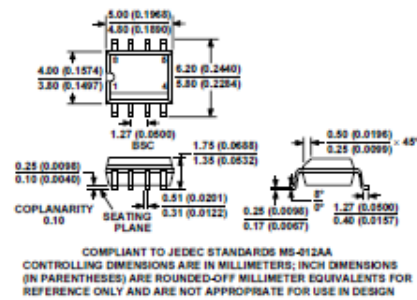 5.00 (0.1968)
4.80 (0.1890)
8 5
4.00 (0.1574)
3.80 (0.1497)
1 4
6.20 (0.2440)
5.80 (0.2284)
1.27 (0.0500)
BSC
1.75 (0.0688)
1.35 (0.0532)
0.50 (0.0196)
0.25 (0.0099) × 45°
0.25 (0.0098)
0.10 (0.0040)
COPLANARITY
0.10
SEATING
PLANE
0.51 (0.0201)
0.31 (0.0122)
8°
0°
0.25 (0.0098)
0.17 (0.0067)
1.27 (0.0500)
0.40 (0.0157)
COMPLIANT TO JEDEC STANDARDS MS-012AA
CONTROLLING DIMENSIONS ARE IN MILLIMETERS; INCH DIMENSIONS
(IN PARENTHESES) ARE ROUNDED-OFF MILLIMETER EQUIVALENTS FOR
REFERENCE ONLY AND ARE NOT APPROPRIATE FOR USE IN DESIGN